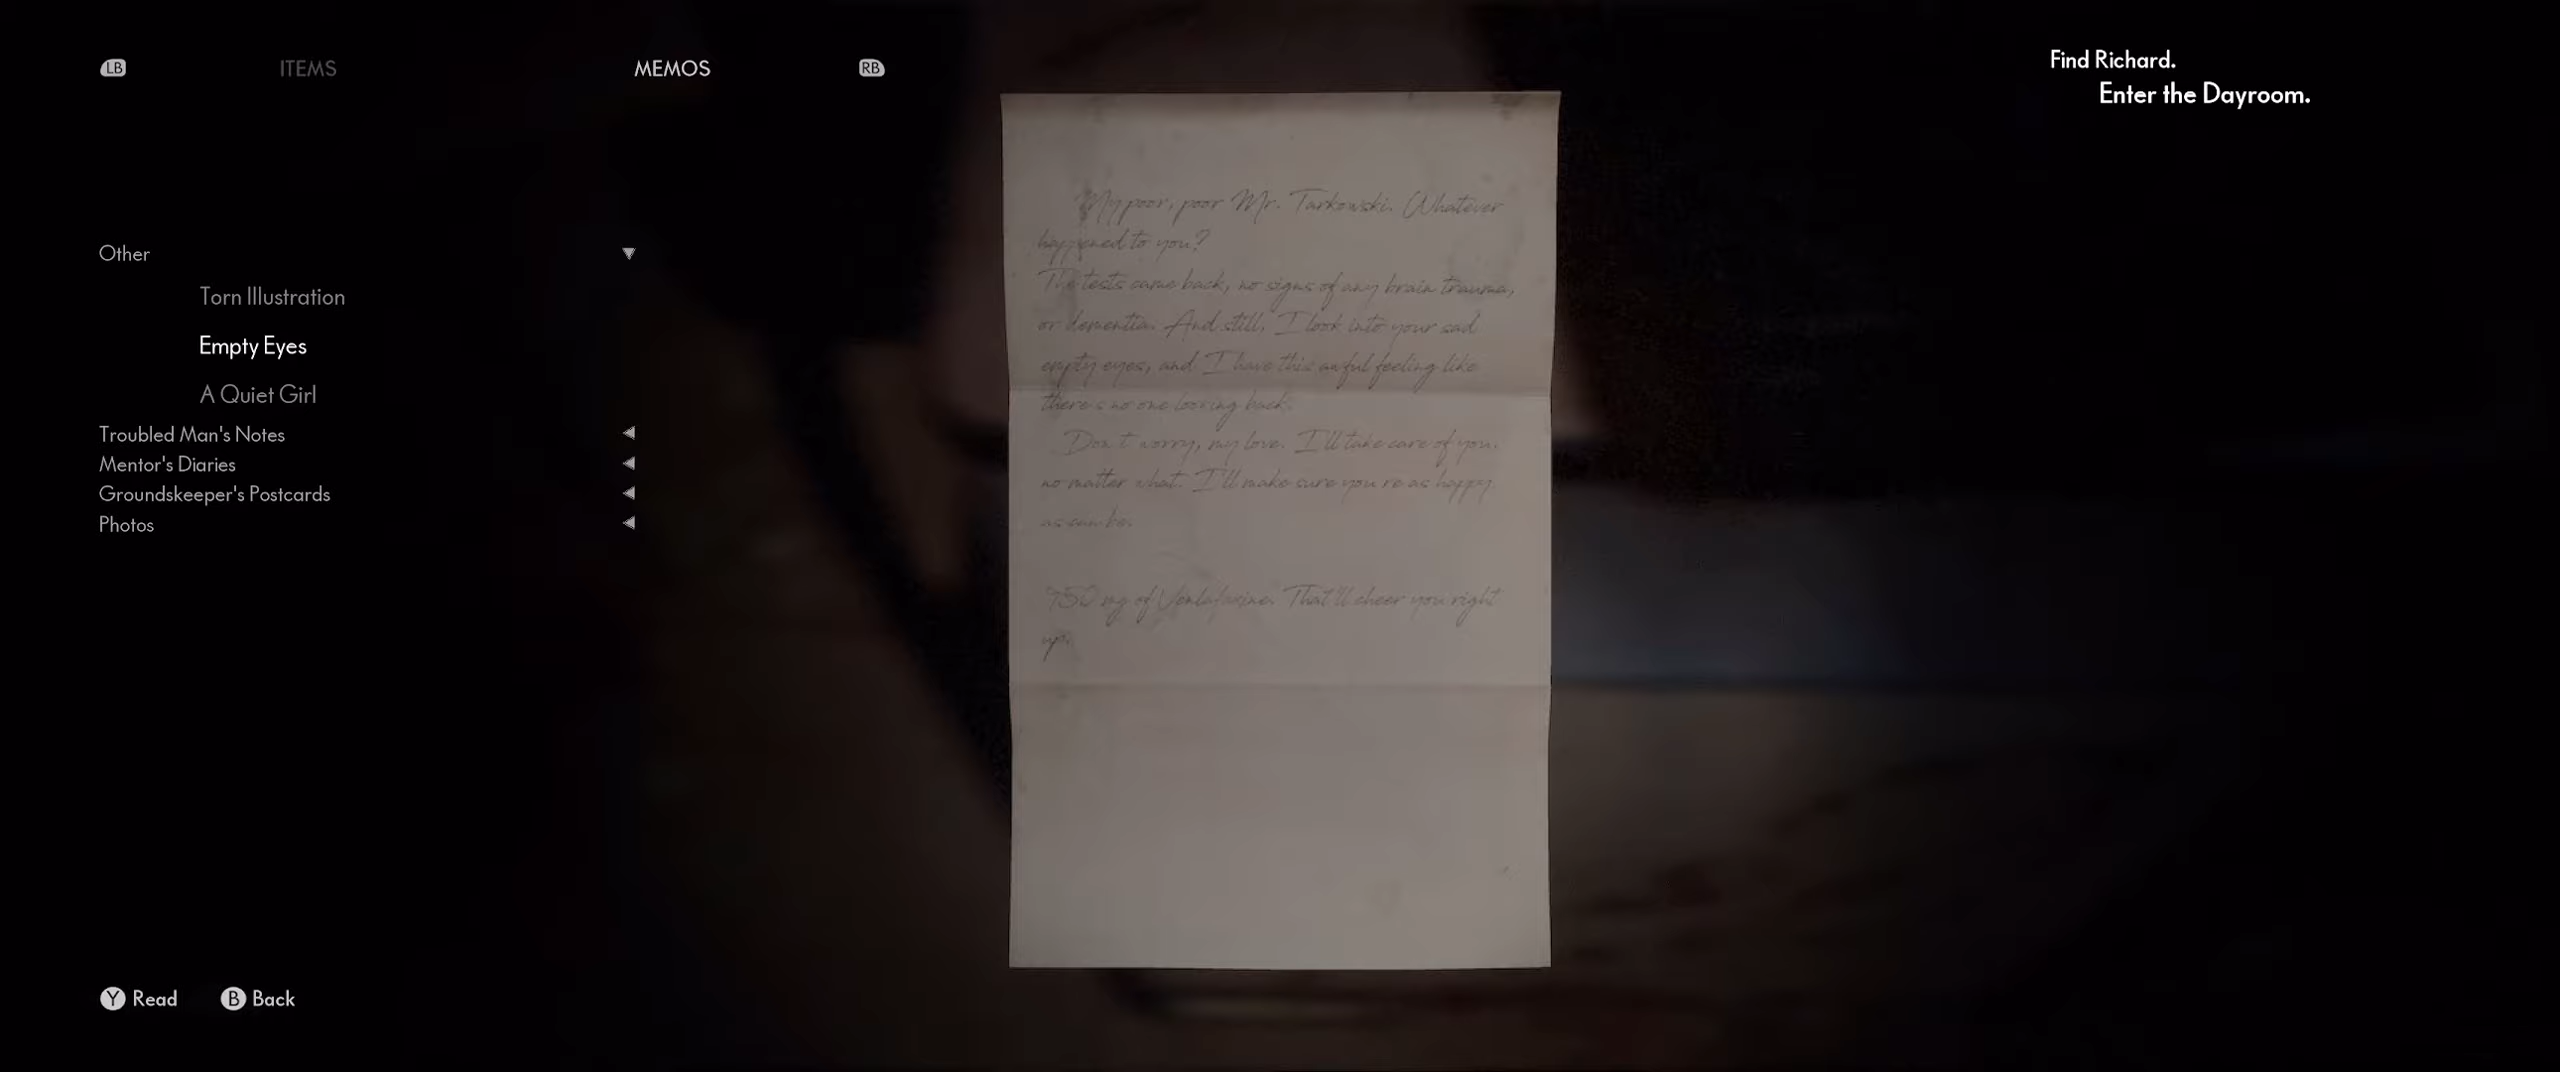 LB
ITEMS
MEMOS
RB
Find Richard.
Enter the Dayroom.
Other
Torn Illustration
Empty Eyes
A Quiet Girl
Troubled Man's Notes
Mentor's Diaries
Groundskeeper's Postcards
Photos
My poor, poor Mr. Tarkowski. Whatever
happened to you?
The tests came back, no signs of any brain trauma,
or dementia. And still, I look into your sad
empty eyes, and I have this awful feeling like
there's no one looking back.
Don't worry, my love. I'll take care of you.
no matter what. I'll make sure you're as happy
as can be.
750 mg of Venlafaxine. That'll cheer you right
up.
Y Read
B Back